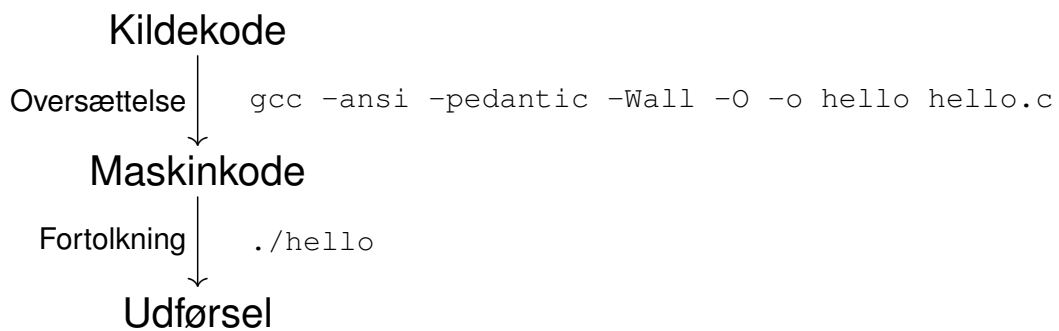 Kildekode
Oversættelse gcc -ansi -pedantic -Wall -O -o hello hello.c
Maskinkode
Fortolkning ./hello
Udførsel